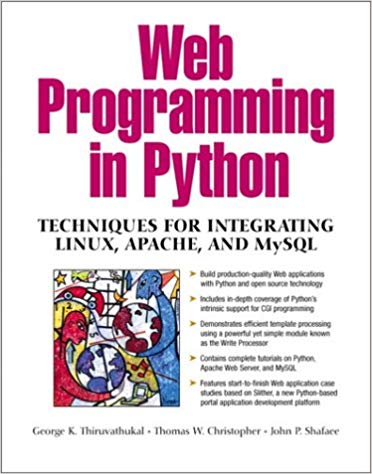 Web
Programming
in Python
TECHNIQUES FOR INTEGRATING
LINUX, APACHE, AND MySQL
➤ Build production-quality Web applications
with Python and open source technology
➤ Includes in-depth coverage of Python's
intrinsic support for CGI programming
➤ Demonstrates efficient template processing
using a powerful yet simple module known
as the Write Processor
➤ Contains complete tutorials on Python,
Apache Web Server, and MySQL
➤ Features start-to-finish Web application case
studies based on Slither, a new Python-based
portal application development platform
George K. Thiruvathukal • Thomas W. Christopher • John P. Shafaee